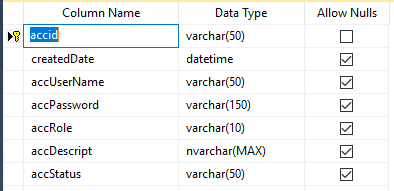 Column Name Data Type Allow Nulls
accid varchar(50)
createdDate datetime
accUserName varchar(50)
accPassword varchar(150)
accRole varchar(10)
accDescript nvarchar(MAX)
accStatus varchar(50)